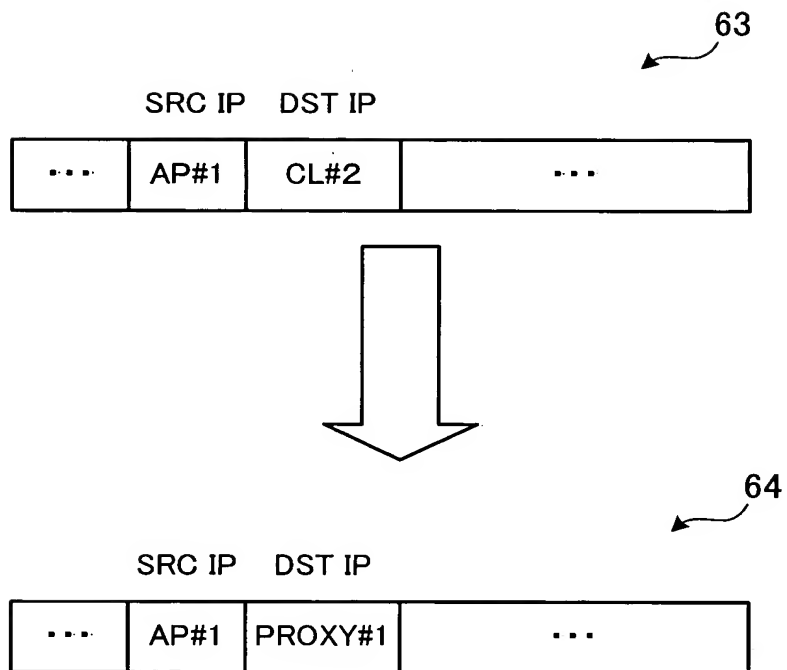 63
SRC IP DST IP
... AP#1 CL#2 ...
64
SRC IP DST IP
... AP#1 PROXY#1 ...